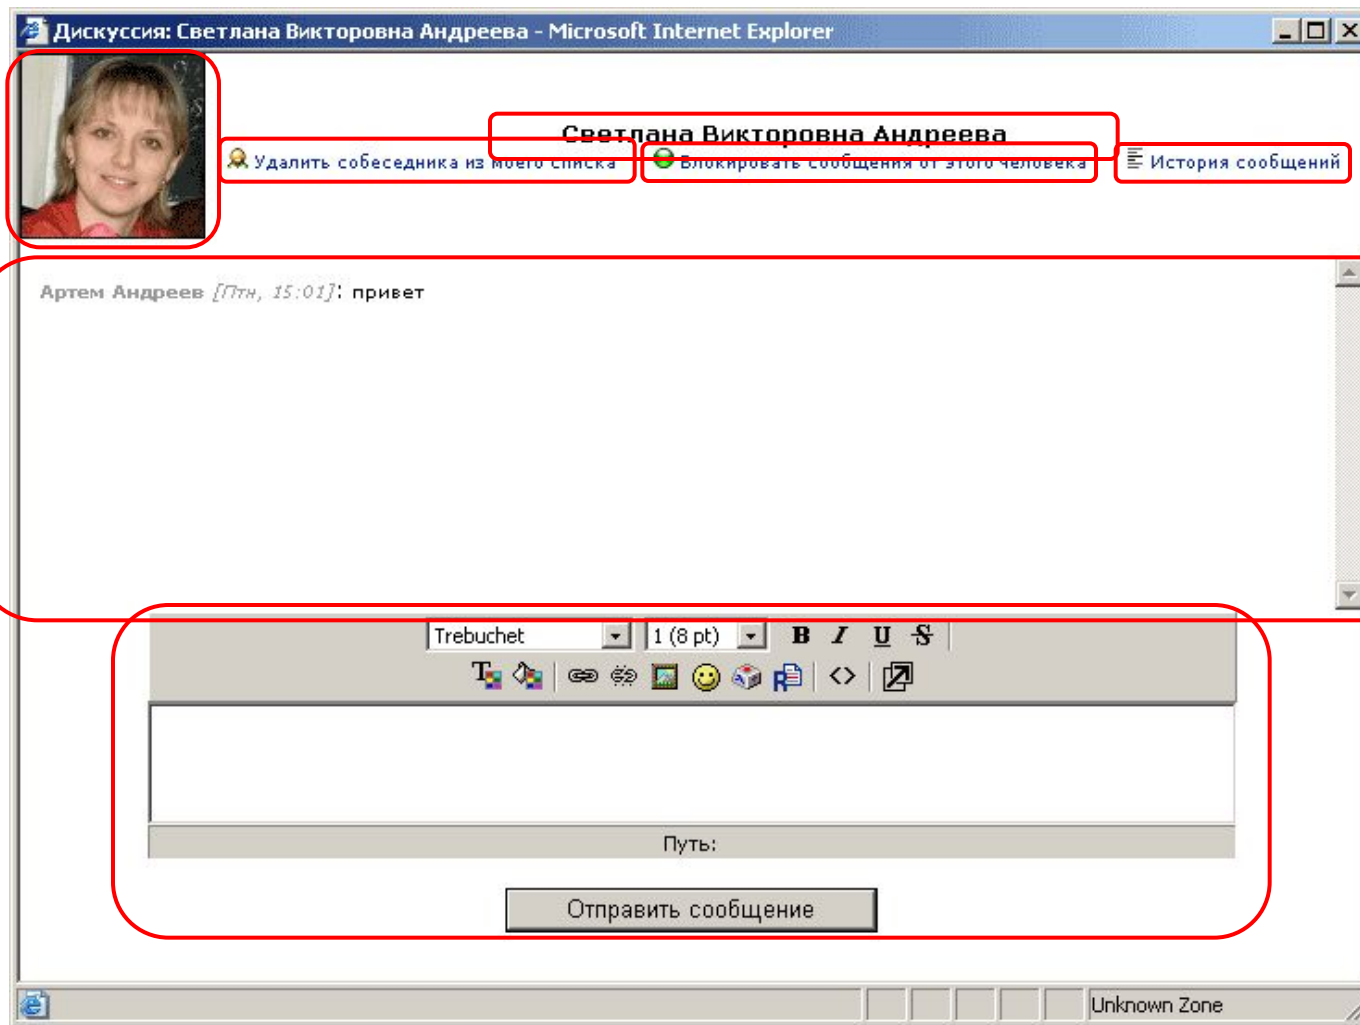 Дискуссия: Светлана Викторовна Андреева - Microsoft Internet Explorer
Светлана Викторовна Андреева
Удалить собеседника из моего списка Блокировать сообщения от этого человека История сообщений
Артем Андреев [Птн, 15:01]: привет
Trebuchet 1 (8 pt) B I U S
Путь:
Отправить сообщение
Unknown Zone